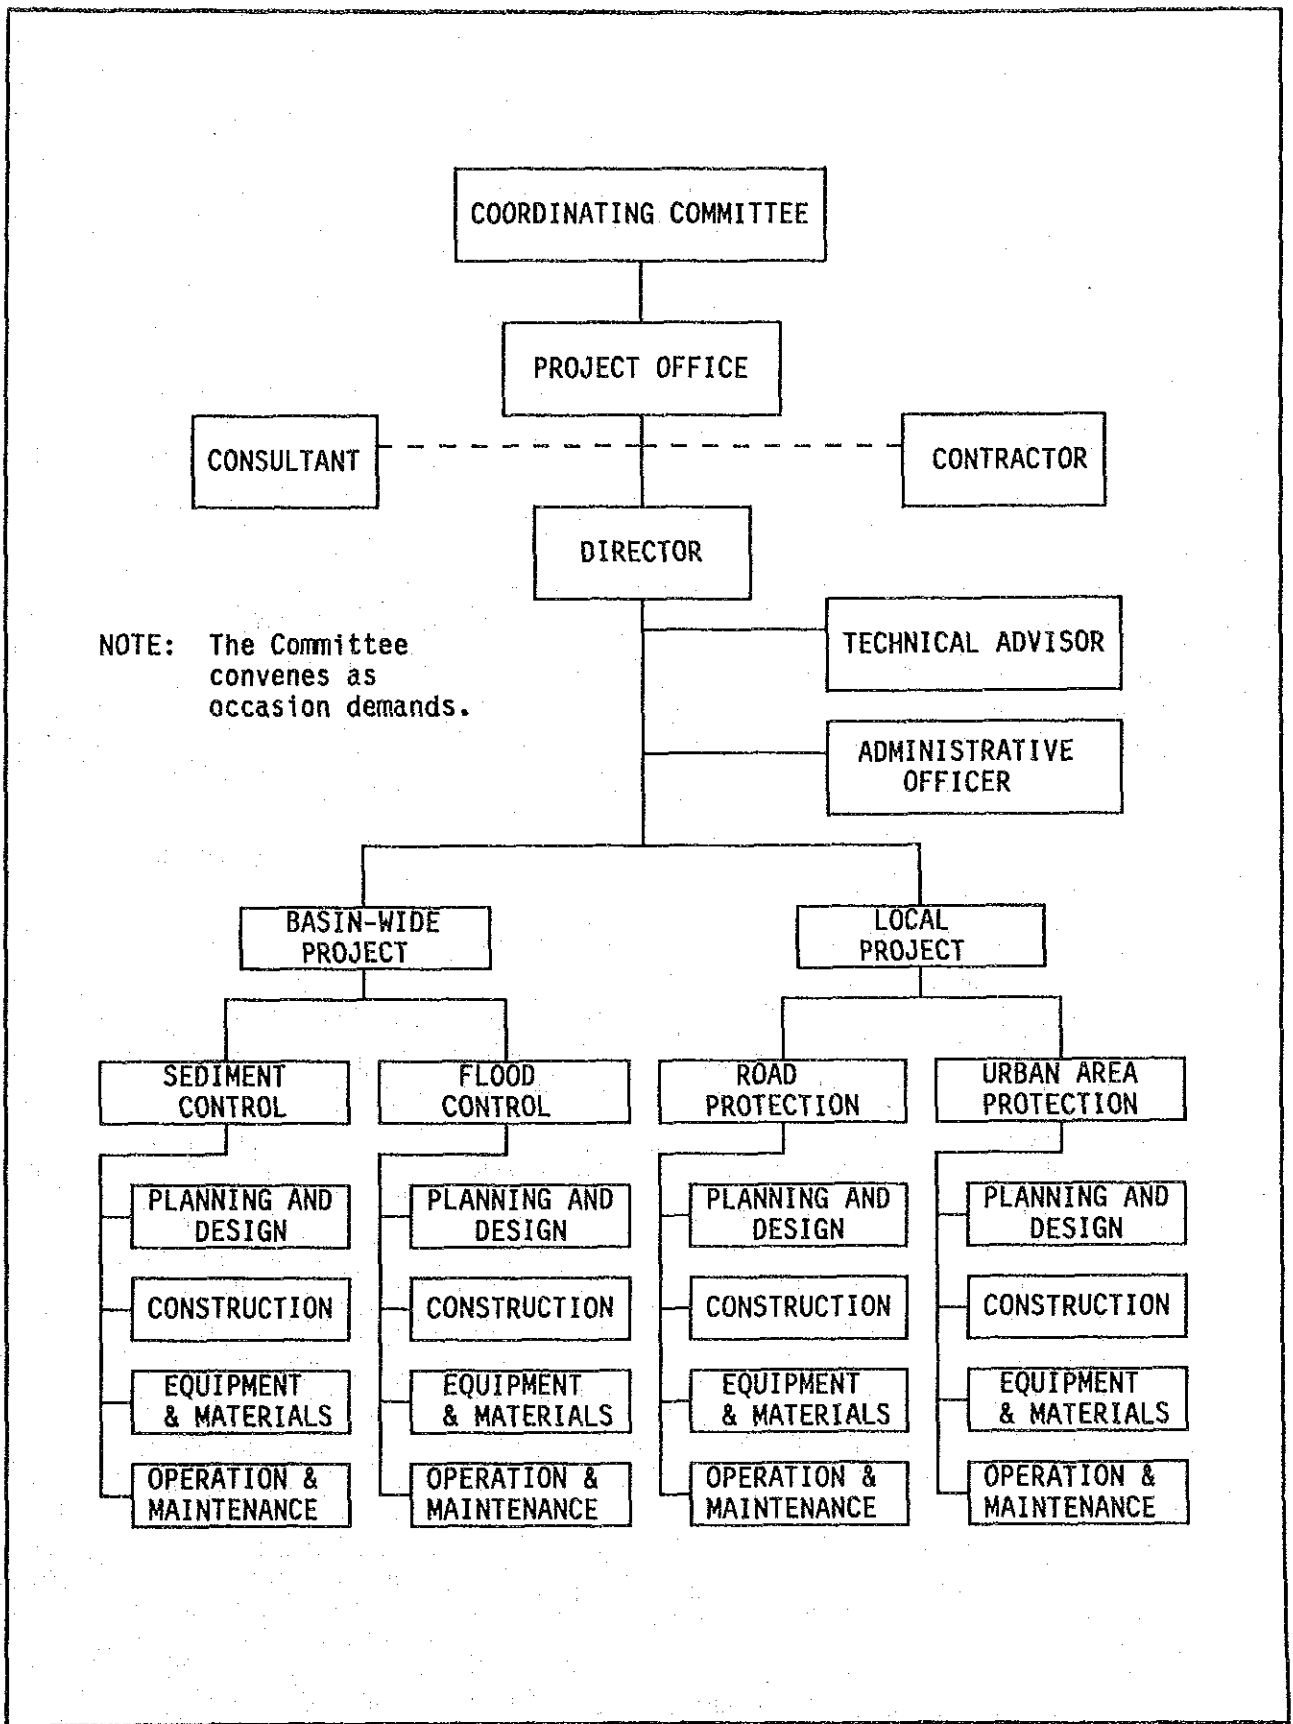 COORDINATING COMMITTEE
PROJECT OFFICE
CONSULTANT
CONTRACTOR
DIRECTOR
NOTE: The Committee
convenes as
occasion demands.
TECHNICAL ADVISOR
ADMINISTRATIVE
OFFICER
BASIN-WIDE
PROJECT
LOCAL
PROJECT
SEDIMENT
CONTROL
FLOOD
CONTROL
ROAD
PROTECTION
URBAN AREA
PROTECTION
PLANNING AND
DESIGN
PLANNING AND
DESIGN
PLANNING AND
DESIGN
PLANNING AND
DESIGN
CONSTRUCTION
CONSTRUCTION
CONSTRUCTION
CONSTRUCTION
EQUIPMENT
& MATERIALS
EQUIPMENT
& MATERIALS
EQUIPMENT
& MATERIALS
EQUIPMENT
& MATERIALS
OPERATION &
MAINTENANCE
OPERATION &
MAINTENANCE
OPERATION &
MAINTENANCE
OPERATION &
MAINTENANCE